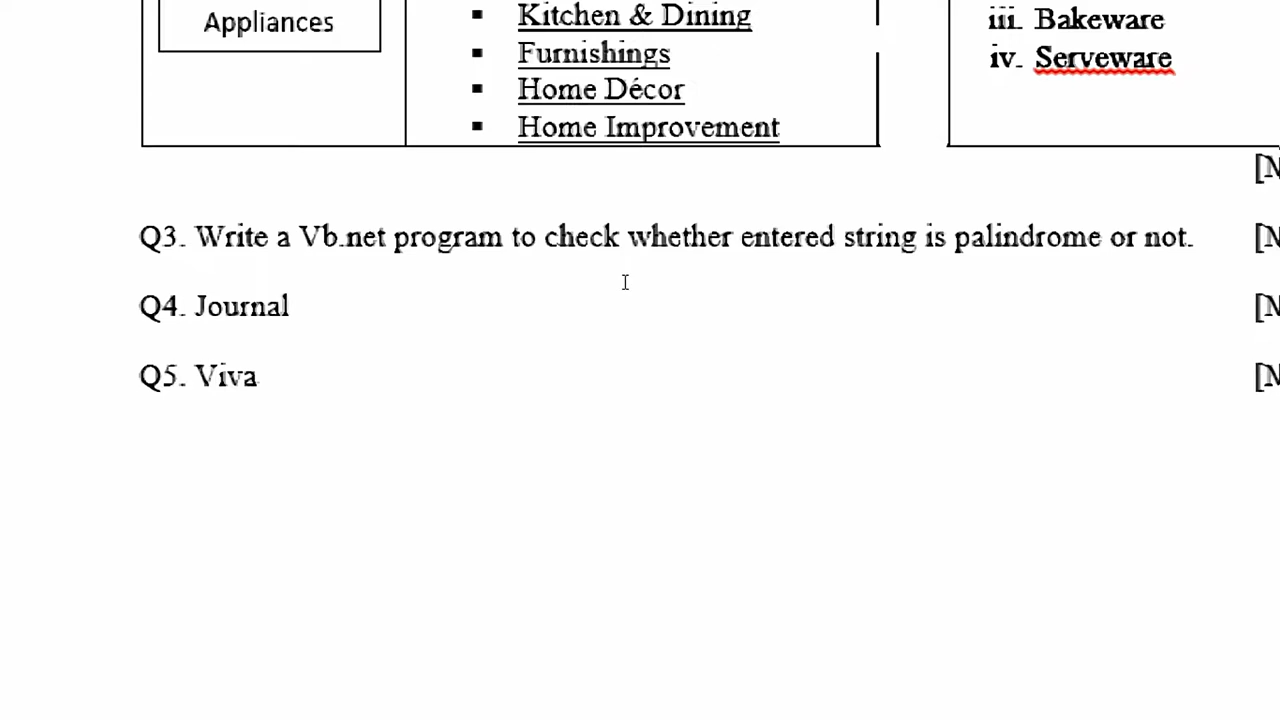 Appliances
▪ Kitchen & Dining
▪ Furnishings
▪ Home Décor
▪ Home Improvement
iii. Bakeware
iv. Serveware
[N
Q3. Write a Vb.net program to check whether entered string is palindrome or not. [N
Q4. Journal [N
Q5. Viva [N